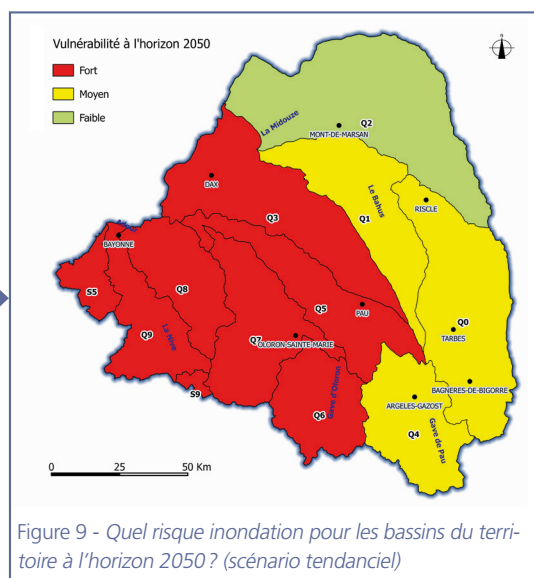 Vulnérabilité à l'horizon 2050
Fort
Moyen
Faible
N
La Midouze
Q2
MONT-DE-MARSAN
DAX
Le Bahus
RISCLE
Q3
Q1
BAYONNE
S5
Q8
Q5
PAU
Q0
TARBES
Q9
La Nive
Q7
OLORON-SAINTE-MARIE
S9
Q6
Gave d'Oloron
ARGELES-GAZOST
BAGNERES-DE-BIGORRE
Q4
Gave de Pau
0 25 50 Km
Figure 9 - Quel risque inondation pour les bassins du terri-
toire à l'horizon 2050 ? (scénario tendanciel)